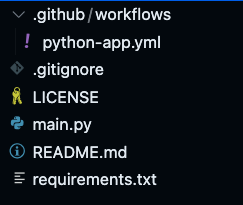 .github/workflows
python-app.yml
.gitignore
LICENSE
main.py
README.md
requirements.txt